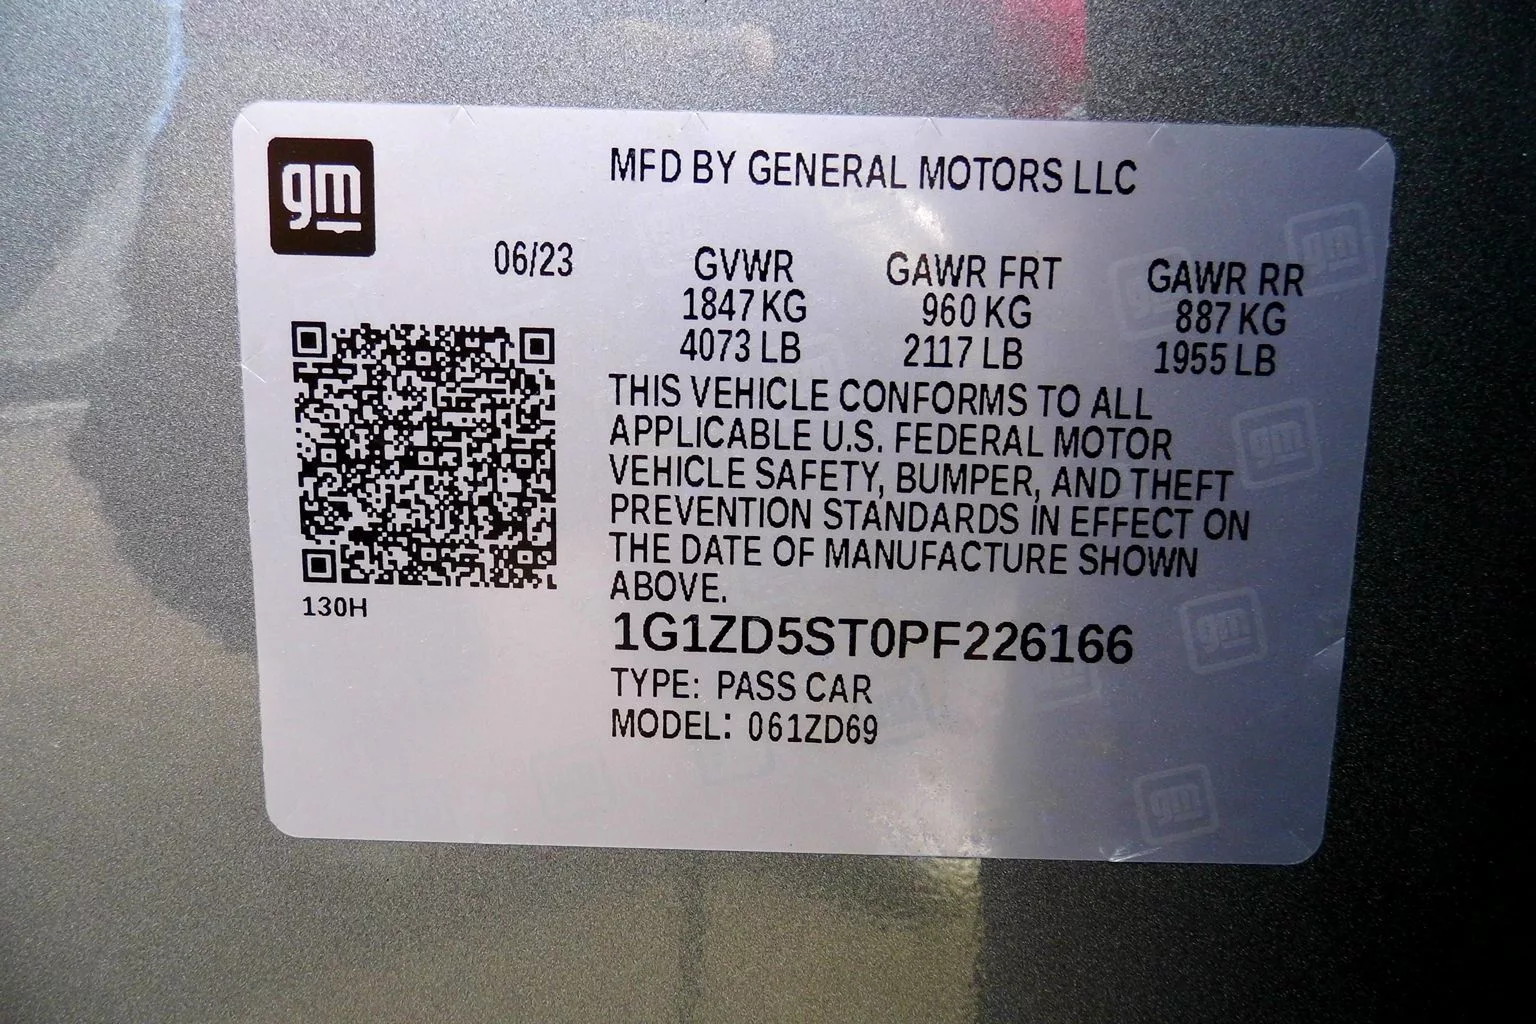 gm
MFD BY GENERAL MOTORS LLC
06/23 GVWR GAWR FRT GAWR RR
1847 KG 960 KG 887 KG
4073 LB 2117 LB 1955 LB
THIS VEHICLE CONFORMS TO ALL
APPLICABLE U.S. FEDERAL MOTOR
VEHICLE SAFETY, BUMPER, AND THEFT
PREVENTION STANDARDS IN EFFECT ON
THE DATE OF MANUFACTURE SHOWN
ABOVE.
130H
1G1ZD5ST0PF226166
TYPE: PASS CAR
MODEL: 061ZD69